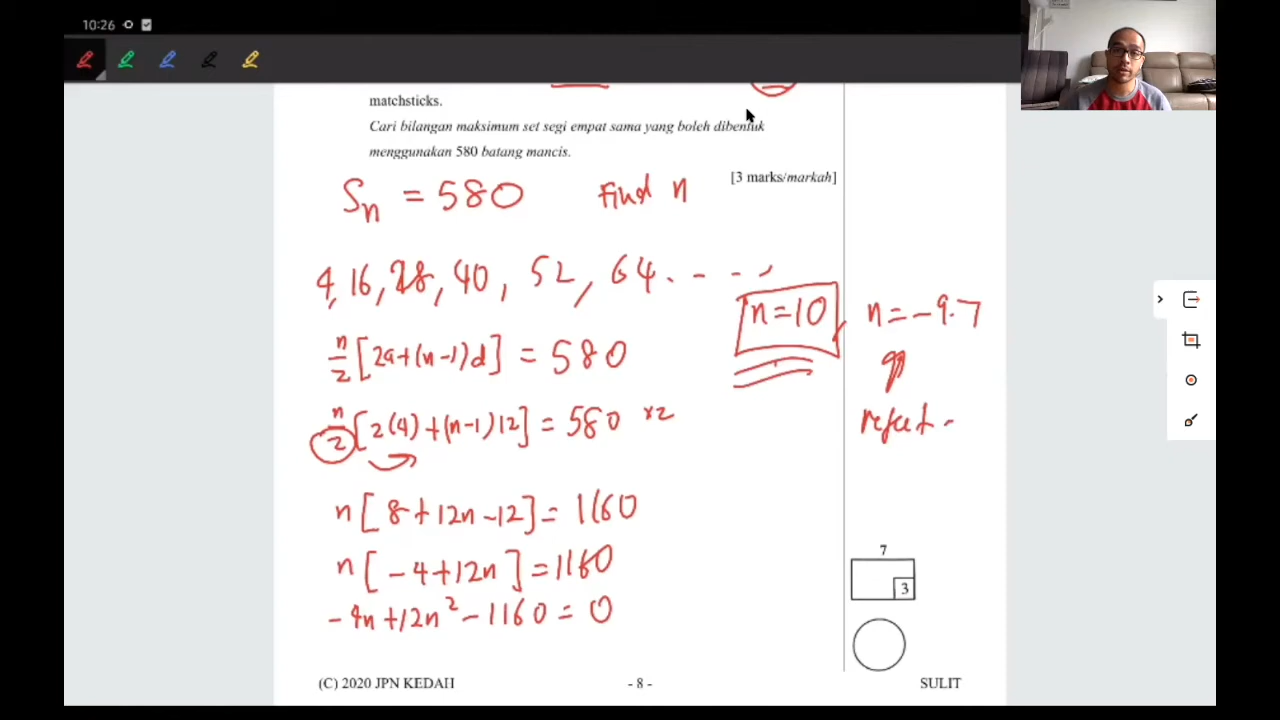 10:26
matchsticks.
Cari bilangan maksimum set segi empat sama yang boleh dibentuk
menggunakan 580 batang mancis.
[3 marks/markah]
Sn = 580 Find n
4, 16, 28, 40, 52, 64 . - - - ,
n=10 n = -9.7
n/2 [2a+(n-1)d] = 580
reject -
n/2 [2(4)+(n-1)12] = 580 ×2
n[8+12n-12] = 1160
n[-4+12n] = 1160
7
3
-4n+12n² -1160 = 0
(C) 2020 JPN KEDAH - 8 - SULIT